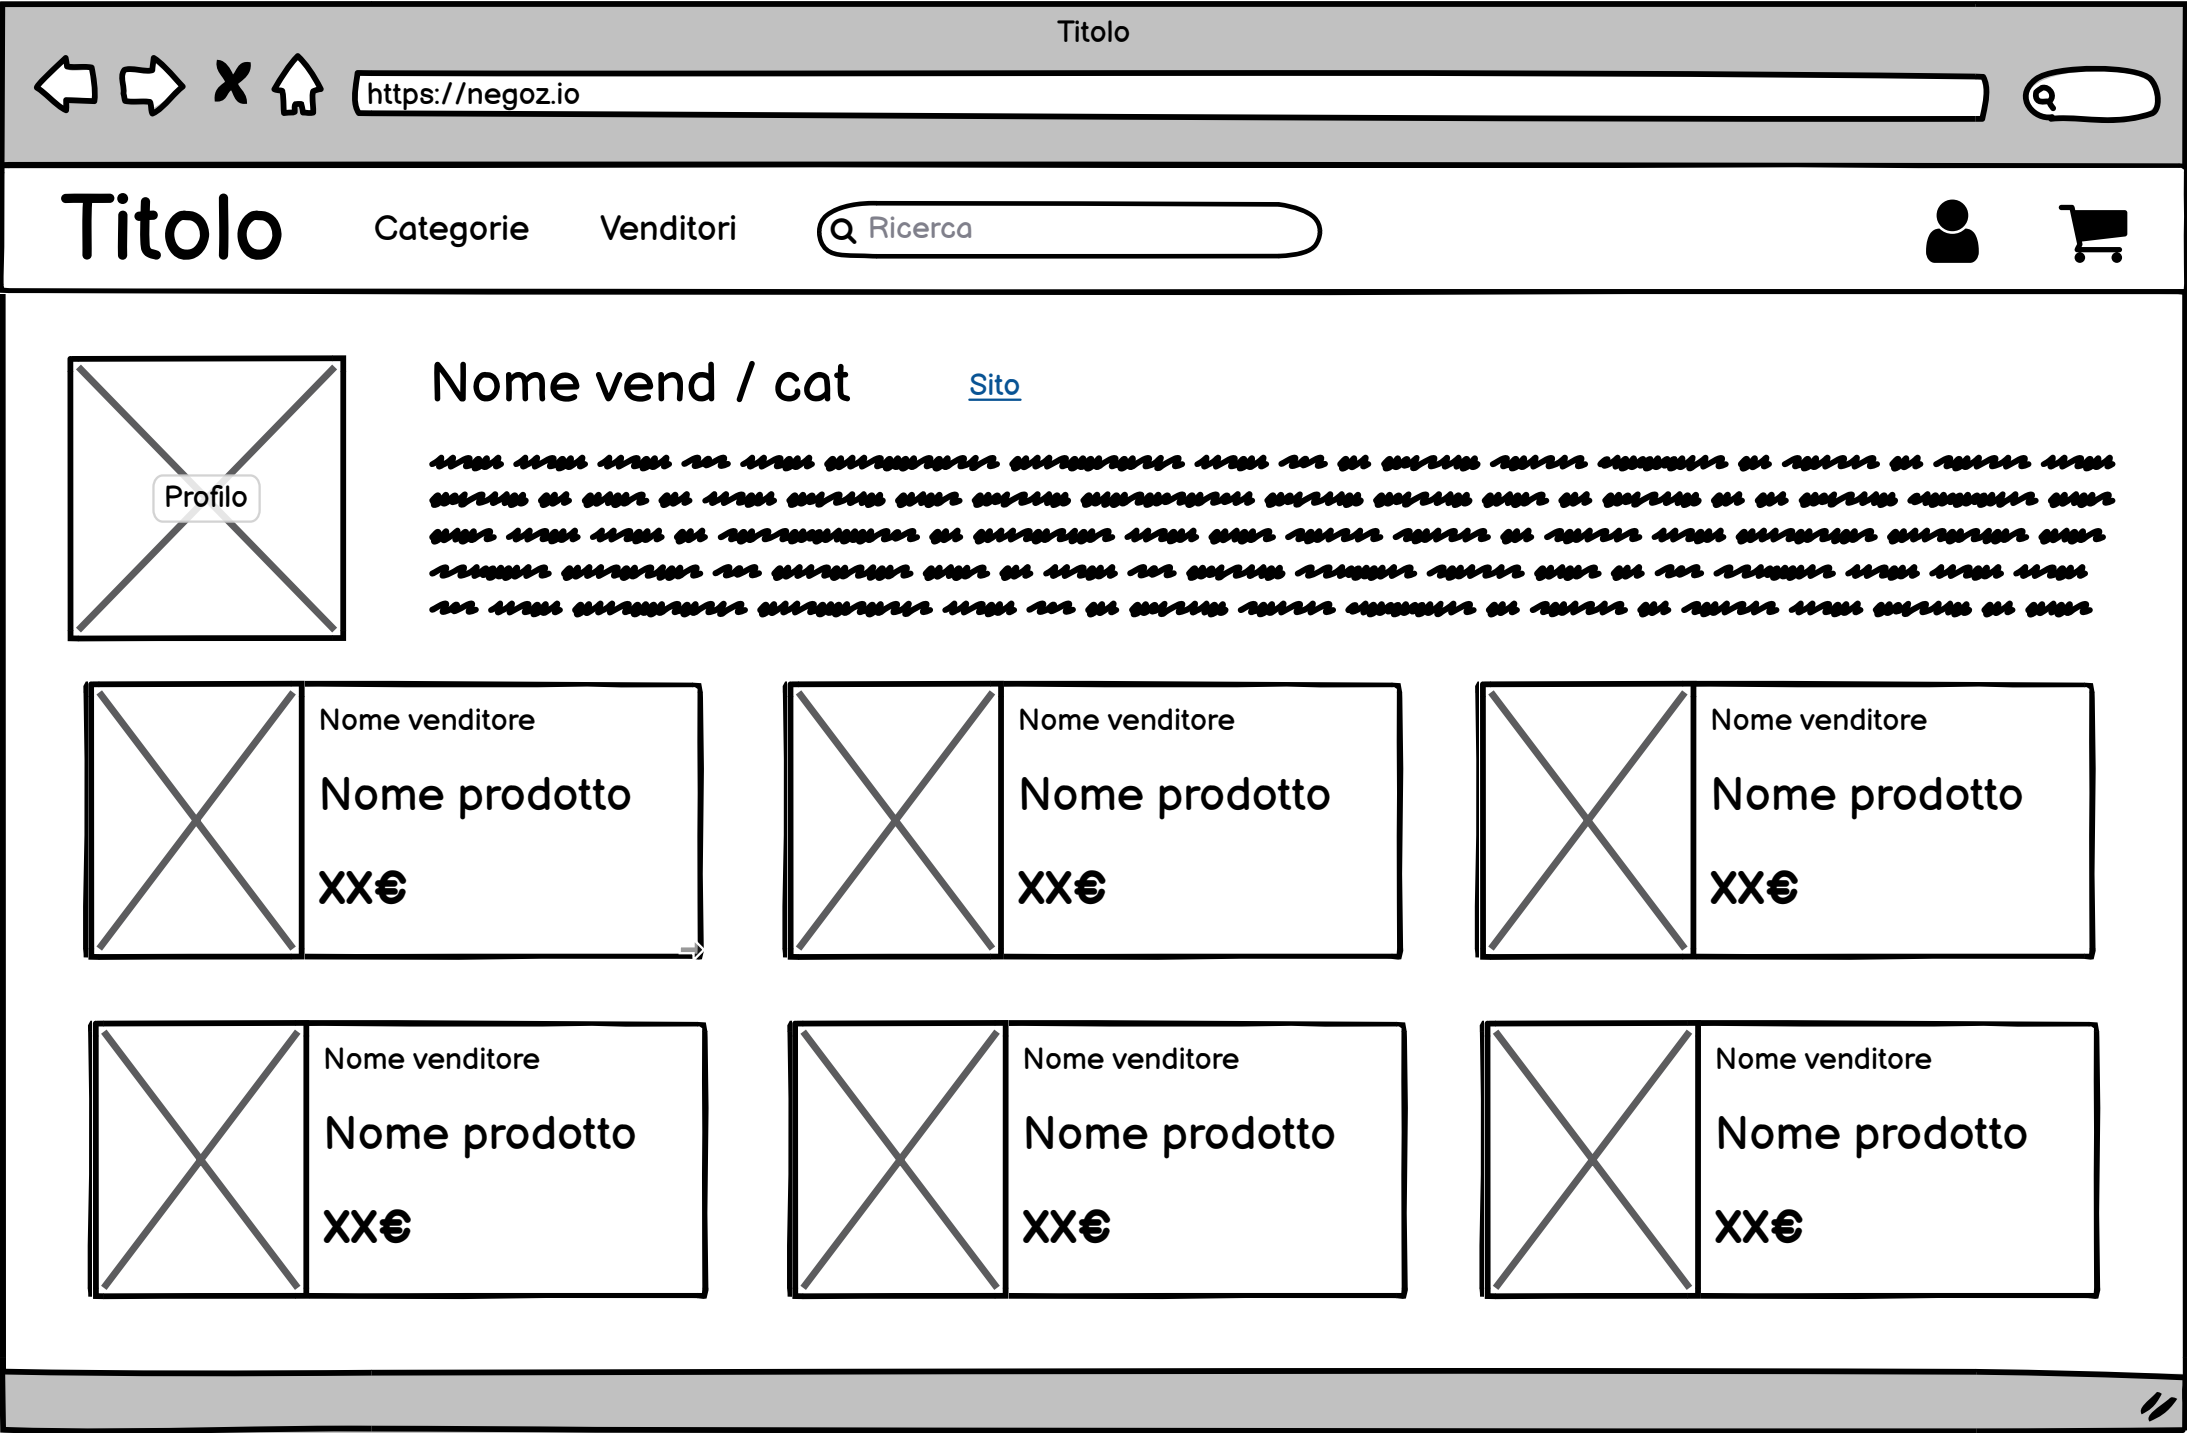 Titolo
https://negoz.io
Titolo Categorie Venditori Ricerca
Nome vend / cat Sito
Profilo
Nome venditore
Nome prodotto
XX€
Nome venditore
Nome prodotto
XX€
Nome venditore
Nome prodotto
XX€
Nome venditore
Nome prodotto
XX€
Nome venditore
Nome prodotto
XX€
Nome venditore
Nome prodotto
XX€